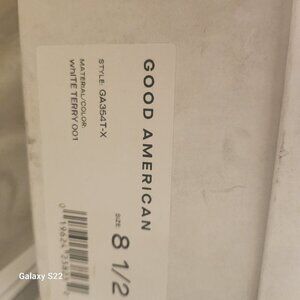 GOOD AMERICAN
STYLE: GA354T-X
SIZE: 8 1/2
MATERIAL/COLOR:
WHITE TERRY 001
Galaxy S22